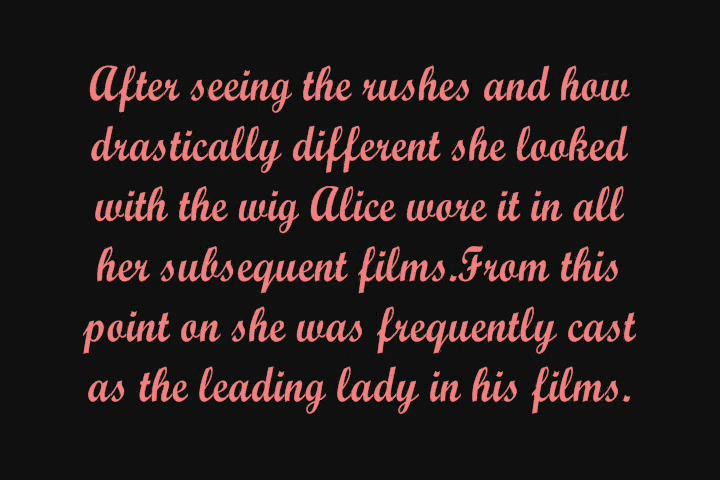 After seeing the rushes and how
drastically different she looked
with the wig Alice wore it in all
her subsequent films.From this
point on she was frequently cast
as the leading lady in his films.